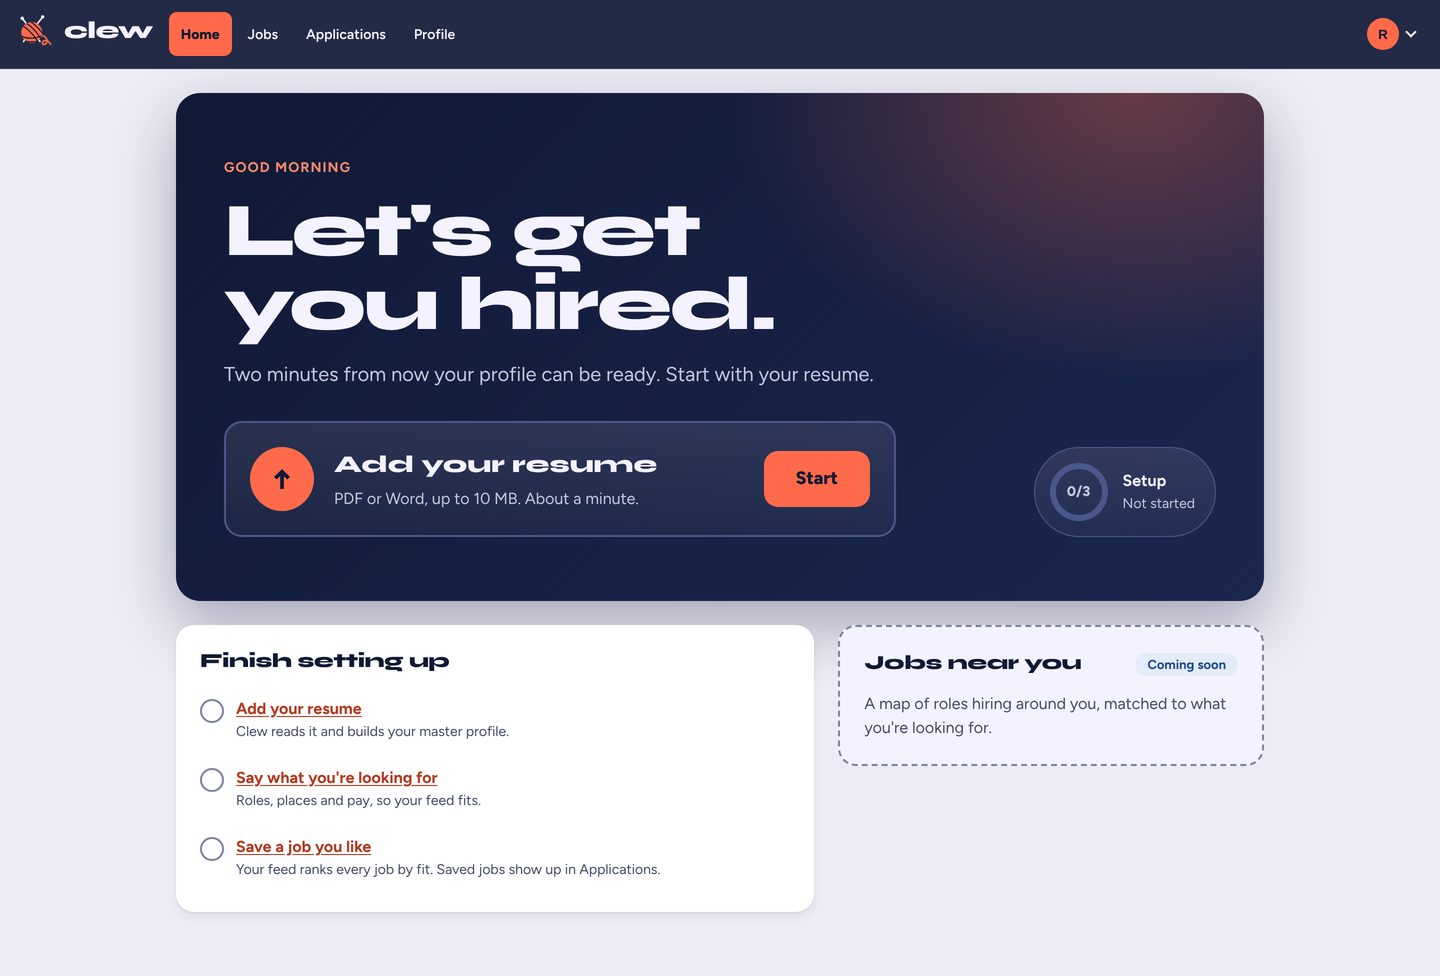 clew
Home
Jobs
Applications
Profile
R
GOOD MORNING
Let's get
you hired.
Two minutes from now your profile can be ready. Start with your resume.
Add your resume
PDF or Word, up to 10 MB. About a minute.
Start
0/3
Setup
Not started
Finish setting up
Add your resume
Clew reads it and builds your master profile.
Say what you're looking for
Roles, places and pay, so your feed fits.
Save a job you like
Your feed ranks every job by fit. Saved jobs show up in Applications.
Jobs near you
Coming soon
A map of roles hiring around you, matched to what
you're looking for.